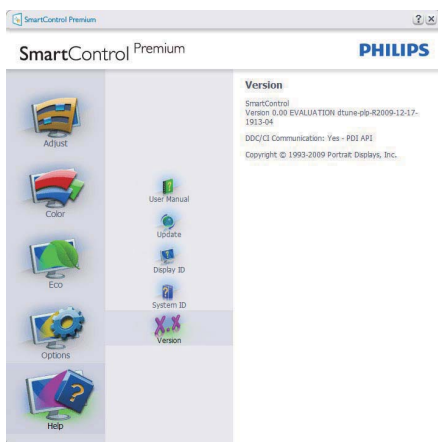 SmartControl Premium
SmartControl Premium
PHILIPS
Adjust
Color
Eco
Options
Help
User Manual
Update
Display ID
System ID
X.X
Version
Version
SmartControl
Version 0.00 EVALUATION dtune-plp-R2009-12-17-
1913-04
DDC/CI Communication: Yes - PDI API
Copyright © 1993-2009 Portrait Displays, Inc.